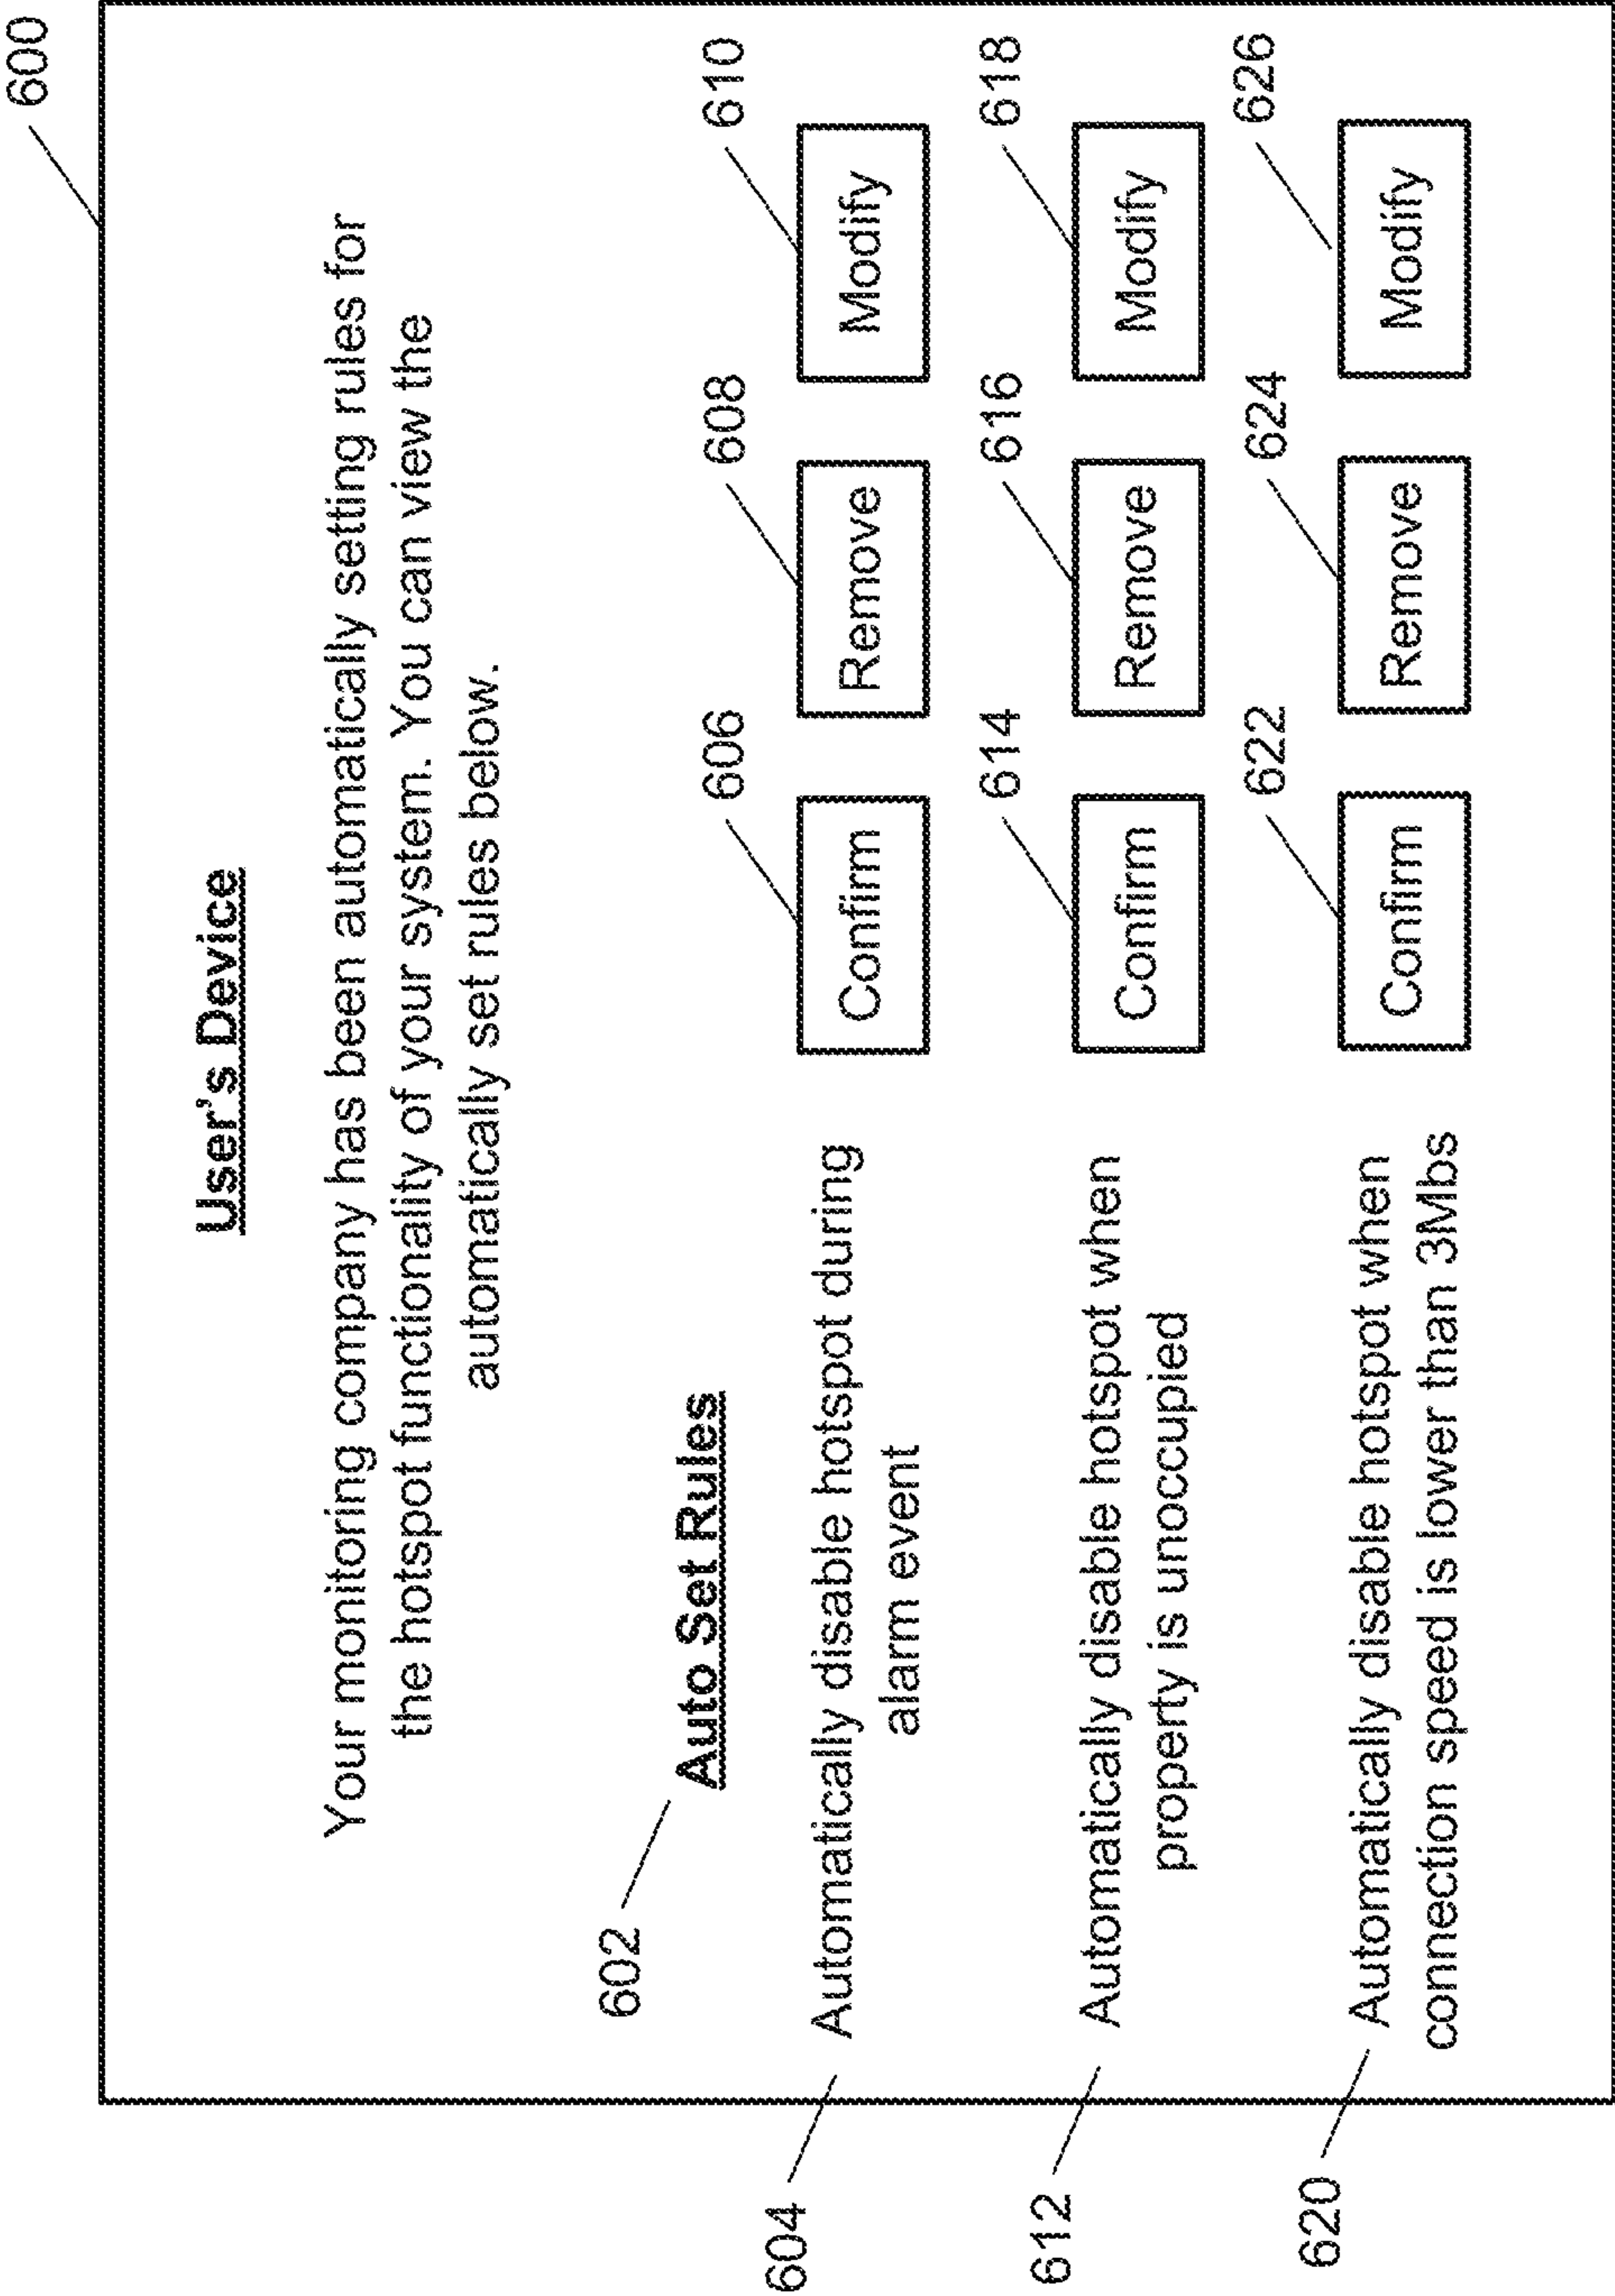 600
User's Device
Your monitoring company has been automatically setting rules for
the hotspot functionality of your system. You can view the
automatically set rules below.
602
Auto Set Rules
606
608
610
604
Automatically disable hotspot during
alarm event
Confirm
Remove
Modify
614
616
618
612
Automatically disable hotspot when
property is unoccupied
Confirm
Remove
Modify
622
624
626
620
Automatically disable hotspot when
connection speed is lower than 3Mbs
Confirm
Remove
Modify